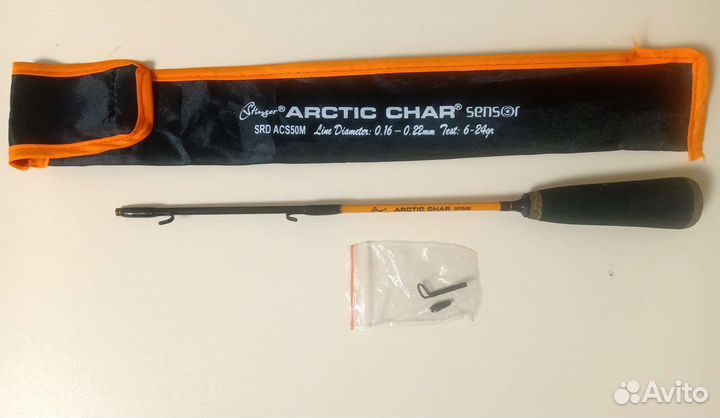 Stinger® ARCTIC CHAR® sensor
SRD ACS50M Line Diameter: 0.16 – 0.22mm Test: 6-24gr.
ARCTIC CHAR sensor
Avito